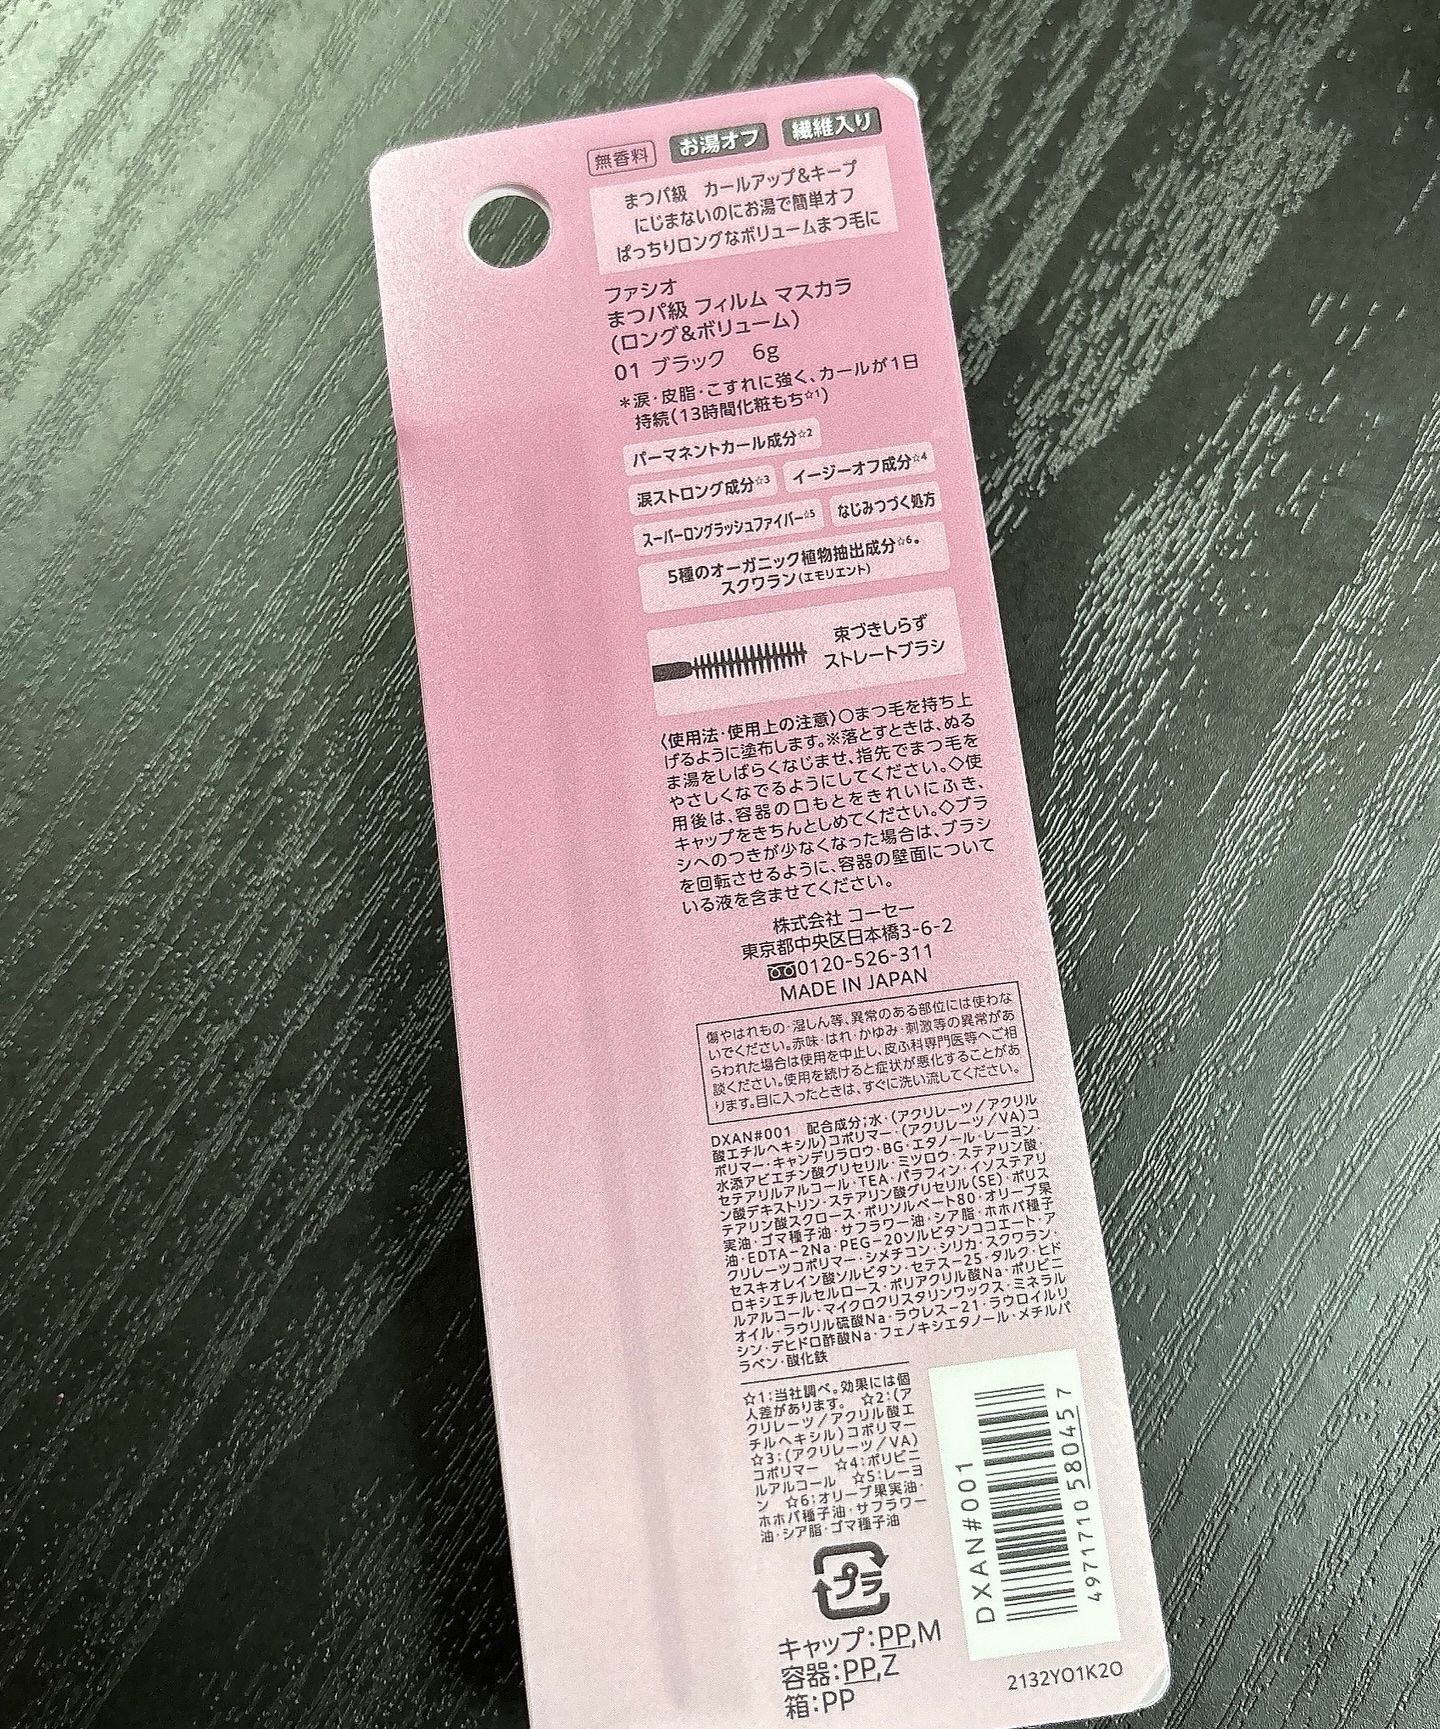 無香料 お湯オフ 繊維入り
まつパ級 カールアップ&キープ
にじまないのにお湯で簡単オフ
ぱっちりロングなボリュームまつ毛に
ファシオ
まつパ級 フィルム マスカラ
(ロング&ボリューム)
01 ブラック 6g
*涙・皮脂・こすれに強く、カールが1日
持続(13時間化粧もち☆1)
パーマネントカール成分☆2
涙ストロング成分☆3 イージーオフ成分☆4
スーパーロングラッシュファイバー☆5 なじみつづく処方
5種のオーガニック植物抽出成分☆6。
スクワラン(エモリエント)
束づきしらず
ストレートブラシ
〈使用法・使用上の注意〉○まつ毛を持ち上
げるように塗布します。※落とすときは、ぬる
ま湯をしばらくなじませ、指先でまつ毛を
やさしくなでるようにしてください。◇使
用後は、容器の口もとをきれいにふき、
キャップをきちんとしめてください。◇ブラ
シへのつきが少なくなった場合は、ブラシ
を回転させるように、容器の壁面について
いる液を含ませてください。
株式会社 コーセー
東京都中央区日本橋3-6-2
0120-526-311
MADE IN JAPAN
傷やはれもの・湿しん等、異常のある部位には使わな
いでください。赤味・はれ・かゆみ・刺激等の異常があ
らわれた場合は使用を中止し、皮ふ科専門医等へご相
談ください。使用を続けると症状が悪化することがあ
ります。目に入ったときは、すぐに洗い流してください。
DXAN#001 配合成分;水・(アクリレーツ/アクリル
酸エチルヘキシル)コポリマー・(アクリレーツ/VA)コ
ポリマー・キャンデリラロウ・BG・エタノール・レーヨン・
水添アビエチン酸グリセリル・ミツロウ・ステアリン酸・
セテアリルアルコール・TEA・パラフィン・イソステアリ
ン酸デキストリン・ステアリン酸グリセリル(SE)・ポリス
テアリン酸スクロース・ポリソルベート80・オリーブ果
実油・ゴマ種子油・サフラワー油・シア脂・ホホバ種子
油・EDTA-2Na・PEG-20ソルビタンココエート・ア
クリレーツコポリマー・シメチコン・シリカ・スクワラン・
セスキオレイン酸ソルビタン・セテス-25・タルク・ヒド
ロキシエチルセルロース・ポリアクリル酸Na・ポリビニ
ルアルコール・マイクロクリスタリンワックス・ミネラル
オイル・ラウリル硫酸Na・ラウレス-21・ラウロイルリ
シン・デヒドロ酢酸Na・フェノキシエタノール・メチルパ
ラベン・酸化鉄
☆1:当社調べ。効果には個
人差があります。 ☆2:(ア
クリレーツ/アクリル酸エ
チルヘキシル)コポリマー
☆3:(アクリレーツ/VA)
コポリマー ☆4:ポリビニ
ルアルコール ☆5:レーヨ
ン ☆6:オリーブ果実油・
ホホバ種子油・サフラワー
油・シア脂・ゴマ種子油
DXAN#001
4971710580457
プラ
キャップ:PP,M
容器:PP,Z
箱:PP
2132Y01K20